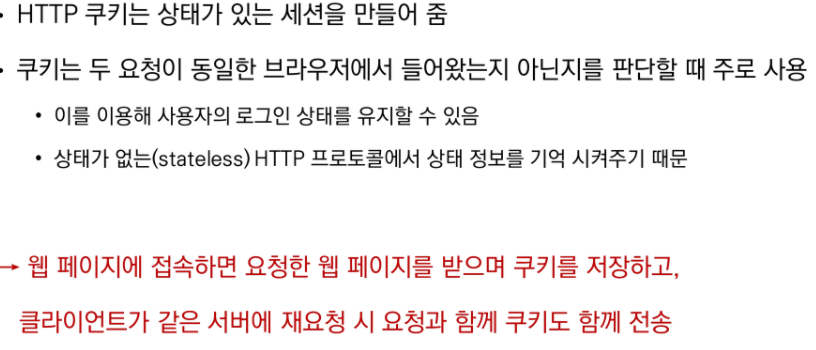 • HTTP 쿠키는 상태가 있는 세션을 만들어 줌
• 쿠키는 두 요청이 동일한 브라우저에서 들어왔는지 아닌지를 판단할 때 주로 사용
• 이를 이용해 사용자의 로그인 상태를 유지할 수 있음
• 상태가 없는(stateless) HTTP 프로토콜에서 상태 정보를 기억 시켜주기 때문
→ 웹 페이지에 접속하면 요청한 웹 페이지를 받으며 쿠키를 저장하고,
클라이언트가 같은 서버에 재요청 시 요청과 함께 쿠키도 함께 전송